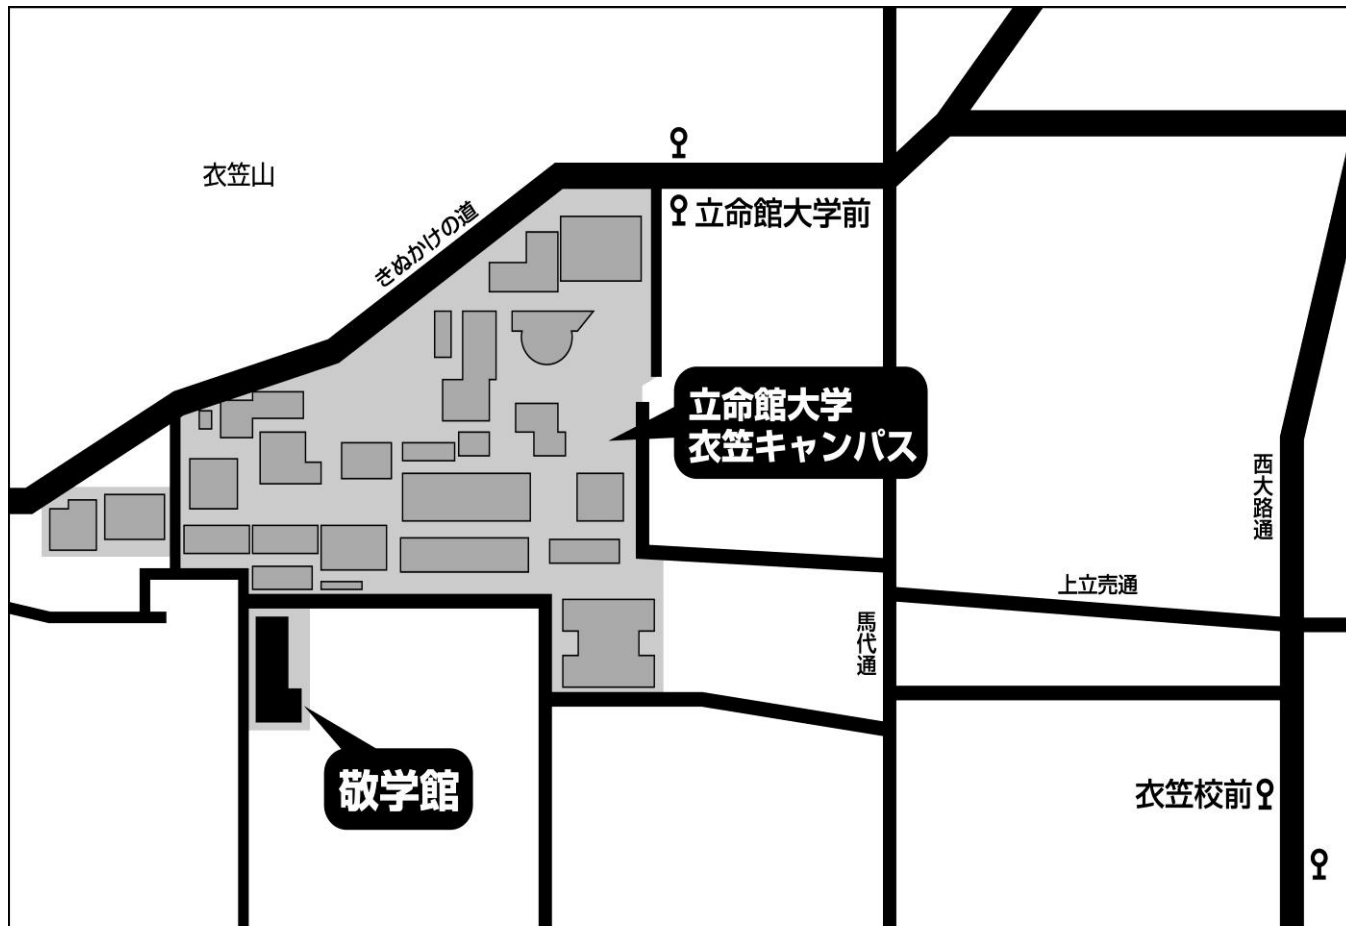 衣笠山
きぬかけの道
立命館大学前
立命館大学
衣笠キャンパス
西大路通
上立売通
馬代通
敬学館
衣笠校前